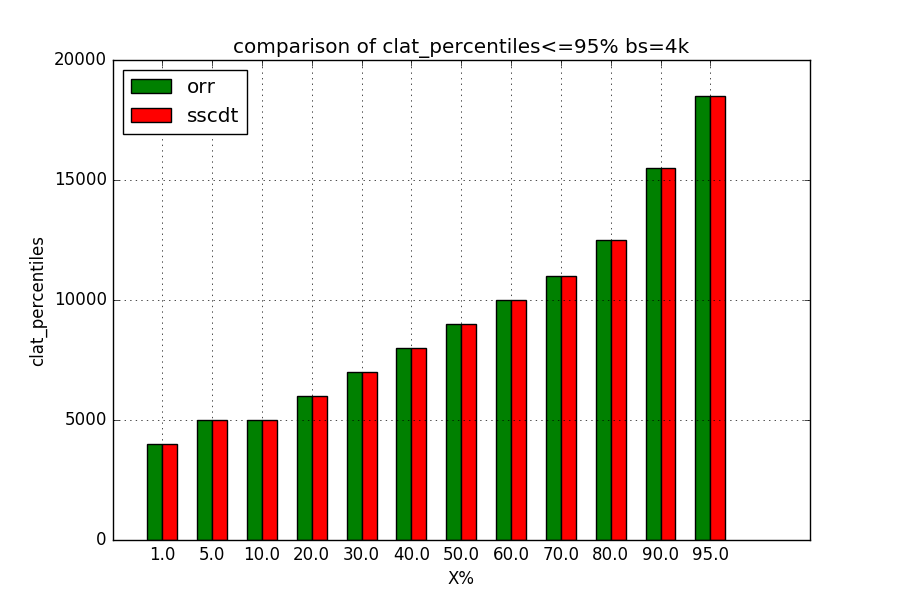 comparison of clat_percentiles<=95% bs=4k
20000
15000
10000
5000
0
orr
sscdt
clat_percentiles
1.0 5.0 10.0 20.0 30.0 40.0 50.0 60.0 70.0 80.0 90.0 95.0
X%